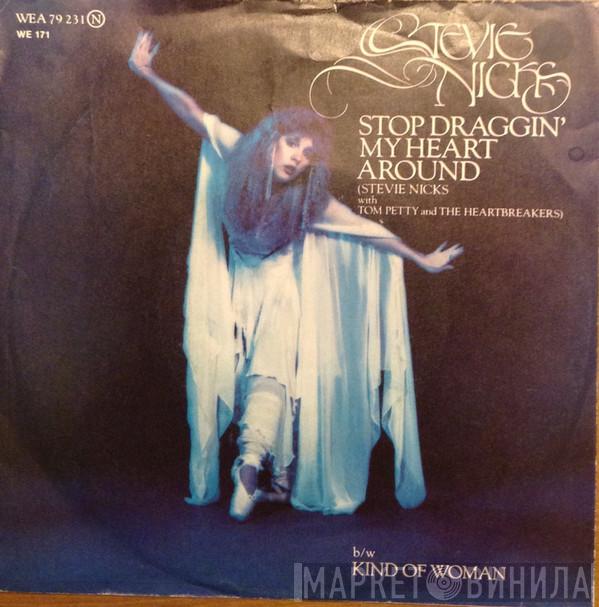 WEA 79 231 N
WE 171
STEVIE
NICKS
STOP DRAGGIN'
MY HEART
AROUND
(STEVIE NICKS
with
TOM PETTY and THE HEARTBREAKERS)
b/w
KIND OF WOMAN
МАРКЕТ ВИНИЛА